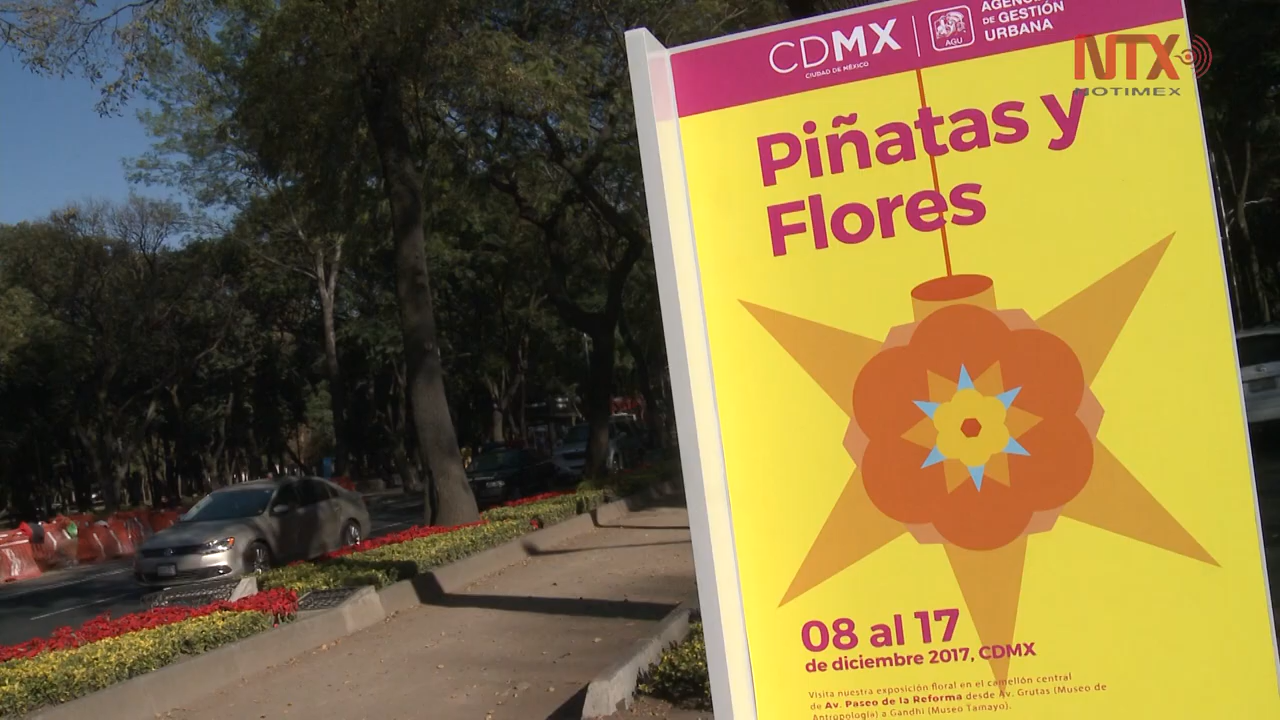 AGENCIA
DE GESTIÓN
URBANA
CDMX
CIUDAD DE MÉXICO
AGU
NTX
NOTIMEX
Piñatas y
Flores
08 al 17
de diciembre 2017, CDMX
Visita nuestra exposición floral en el camellón central
de Av. Paseo de la Reforma desde Av. Grutas (Museo de
Antropología) a Gandhi (Museo Tamayo).